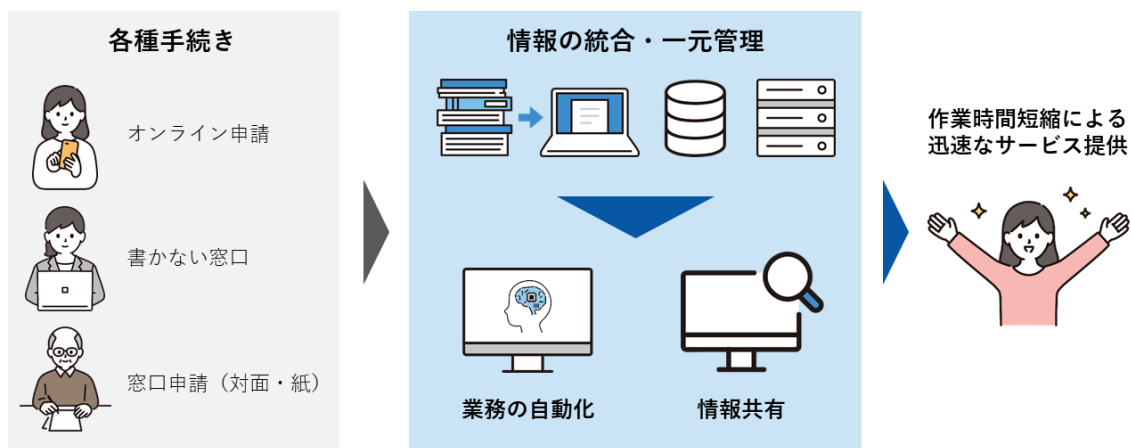 各種手続き
オンライン申請
書かない窓口
窓口申請（対面・紙）
情報の統合・一元管理
業務の自動化
情報共有
作業時間短縮による
迅速なサービス提供